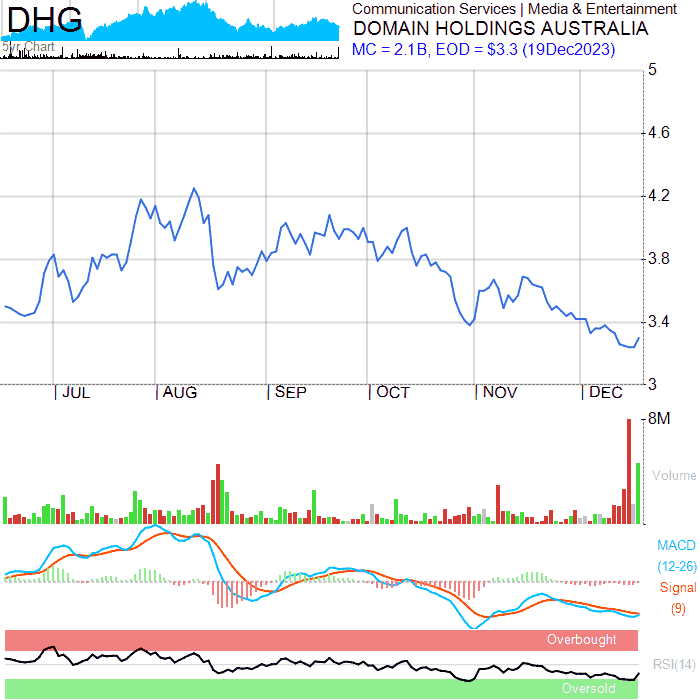 DHG
5yr Chart
Communication Services | Media & Entertainment
DOMAIN HOLDINGS AUSTRALIA
MC = 2.1B, EOD = $3.3 (19Dec2023)
5
4.6
4.2
3.8
3.4
3
JUL AUG SEP OCT NOV DEC
8M
Volume
MACD
(12-26)
Signal
(9)
Overbought
RSI(14)
Oversold